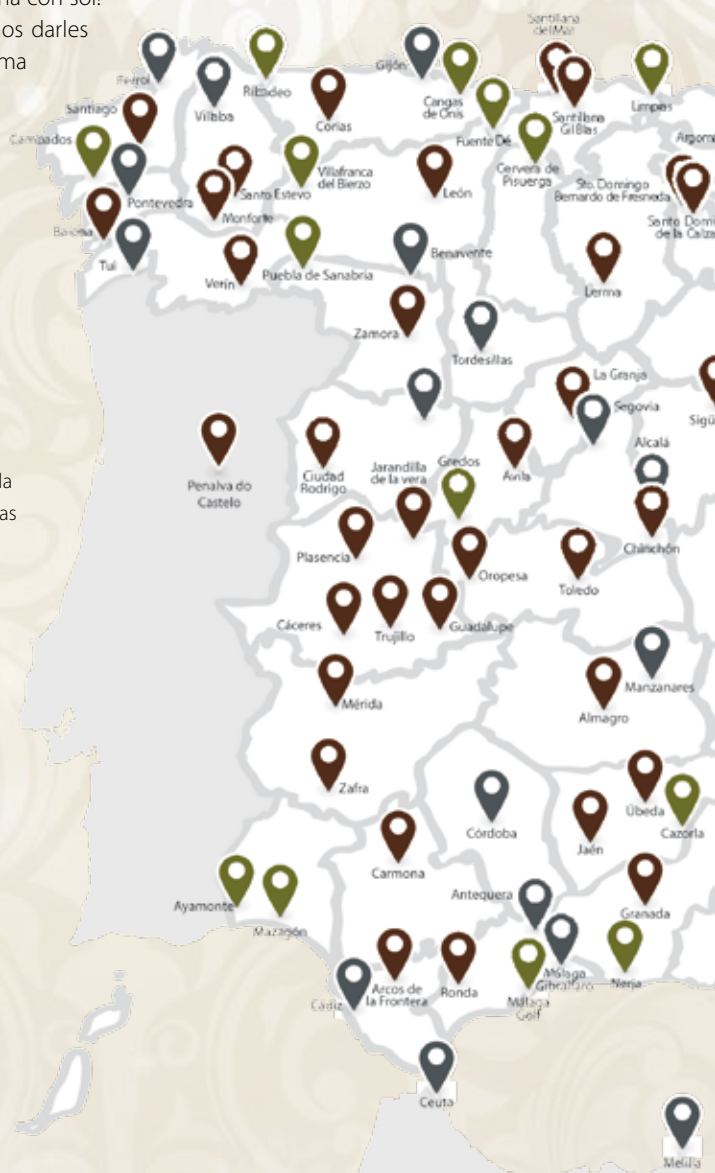 na con sol!
os darles
ma
Santillana
del Mar
Gijón
Ferrol
Ribadeo
Villalba
Cangas
de Onís
Limpias
Santiago
Corias
Santillana
Gil Blas
Fuente Dé
Cambados
Cervera de
Pisuerga
Argom
Villafranca
del Bierzo
Sto. Domingo
Bernardo de Fresneda
León
Santo Estevo
Pontevedra
Monforte
Santo Domi
de la Calza
Baiona
Tui
Benavente
Verín
Puebla de Sanabria
Lerma
Zamora
Tordesillas
La Granja
Segovia
Sigü
Alcalá
la
as
Penalva do
Castelo
Ciudad
Rodrigo
Jarandilla
de la vera
Gredos
Ávila
Plasencia
Chinchón
Oropesa
Toledo
Cáceres
Trujillo
Guadalupe
Manzanares
Mérida
Almagro
Zafra
Córdoba
Úbeda
Cazorla
Jaén
Carmona
Antequera
Granada
Ayamonte
Mazagón
Málaga
Gibralfaro
Nerja
Arcos de
la Frontera
Ronda
Cádiz
Málaga
Golf
Ceuta
Melilla